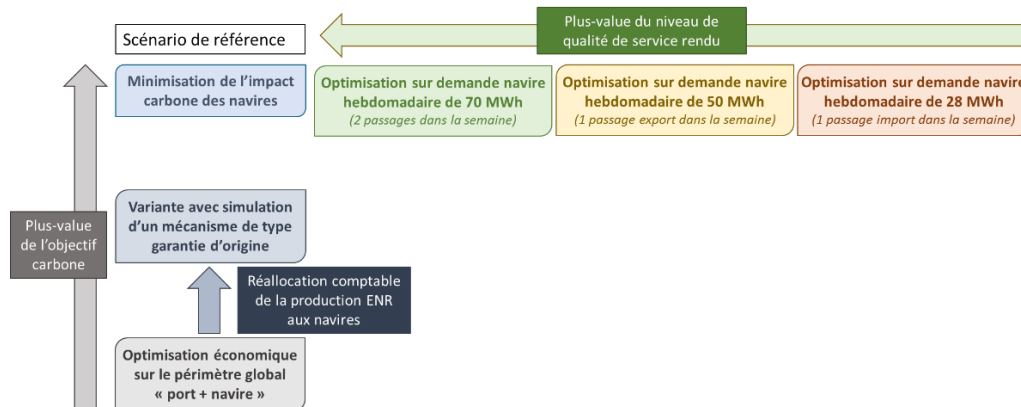 Plus-value du niveau de
qualité de service rendu
Scénario de référence
Minimisation de l'impact
carbone des navires
Optimisation sur demande navire
hebdomadaire de 70 MWh
(2 passages dans la semaine)
Optimisation sur demande navire
hebdomadaire de 50 MWh
(1 passage export dans la semaine)
Optimisation sur demande navire
hebdomadaire de 28 MWh
(1 passage import dans la semaine)
Plus-value
de l'objectif
carbone
Variante avec simulation
d'un mécanisme de type
garantie d'origine
Réallocation comptable
de la production ENR
aux navires
Optimisation économique
sur le périmètre global
« port + navire »